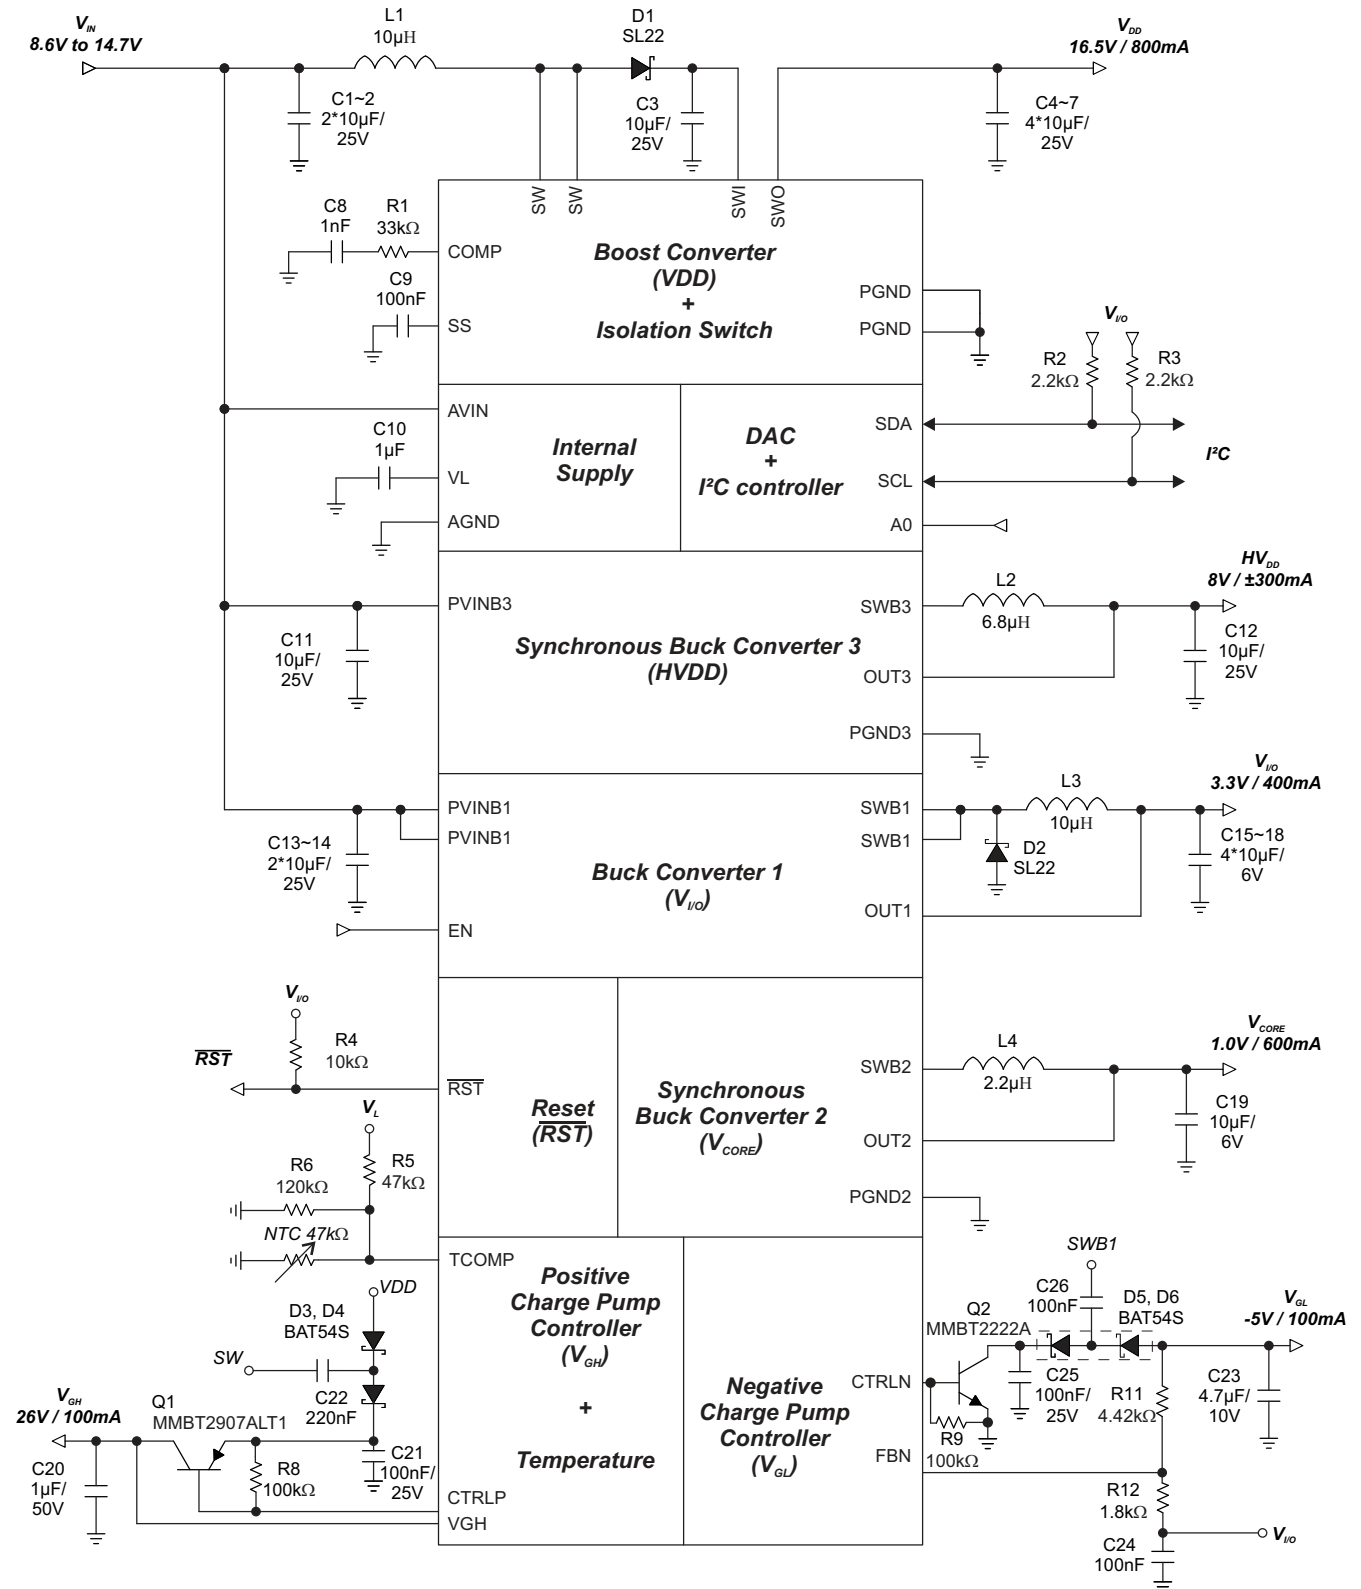 V_IN
8.6V to 14.7V
L1
10µH
D1
SL22
V_DD
16.5V / 800mA
C1~2
2*10µF/
25V
C3
10µF/
25V
C4~7
4*10µF/
25V
SW
SW
SWI
SWO
C8
1nF
R1
33kΩ
COMP
C9
100nF
SS
Boost Converter
(VDD)
+
Isolation Switch
PGND
PGND
V_I/O
R2
2.2kΩ
R3
2.2kΩ
AVIN
C10
1µF
VL
AGND
Internal
Supply
DAC
+
I²C controller
SDA
SCL
A0
I²C
PVINB3
C11
10µF/
25V
Synchronous Buck Converter 3
(HVDD)
SWB3
OUT3
PGND3
L2
6.8µH
HV_DD
8V / ±300mA
C12
10µF/
25V
PVINB1
PVINB1
C13~14
2*10µF/
25V
EN
Buck Converter 1
(V_I/O)
SWB1
SWB1
OUT1
L3
10µH
D2
SL22
V_I/O
3.3V / 400mA
C15~18
4*10µF/
6V
V_I/O
R4
10kΩ
R̅S̅T̅
R̅S̅T̅
Reset
(R̅S̅T̅)
Synchronous
Buck Converter 2
(V_CORE)
SWB2
OUT2
PGND2
L4
2.2µH
V_CORE
1.0V / 600mA
C19
10µF/
6V
V_L
R5
47kΩ
R6
120kΩ
NTC 47kΩ
TCOMP
VDD
D3, D4
BAT54S
SW
C22
220nF
V_GH
26V / 100mA
Q1
MMBT2907ALT1
C20
1µF/
50V
R8
100kΩ
C21
100nF/
25V
CTRLP
VGH
Positive
Charge Pump
Controller
(V_GH)
+
Temperature
Negative
Charge Pump
Controller
(V_GL)
CTRLN
FBN
Q2
MMBT2222A
R9
100kΩ
SWB1
C26
100nF
D5, D6
BAT54S
C25
100nF/
25V
R11
4.42kΩ
V_GL
-5V / 100mA
C23
4.7µF/
10V
R12
1.8kΩ
C24
100nF
V_I/O